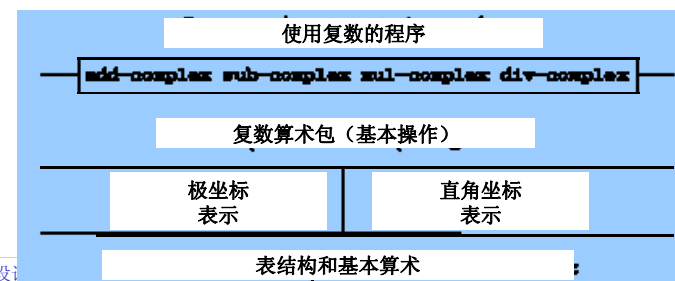 使用复数的程序
add-complex sub-complex mul-complex div-complex
复数算术包（基本操作）
极坐标 直角坐标
表示 表示
表结构和基本算术